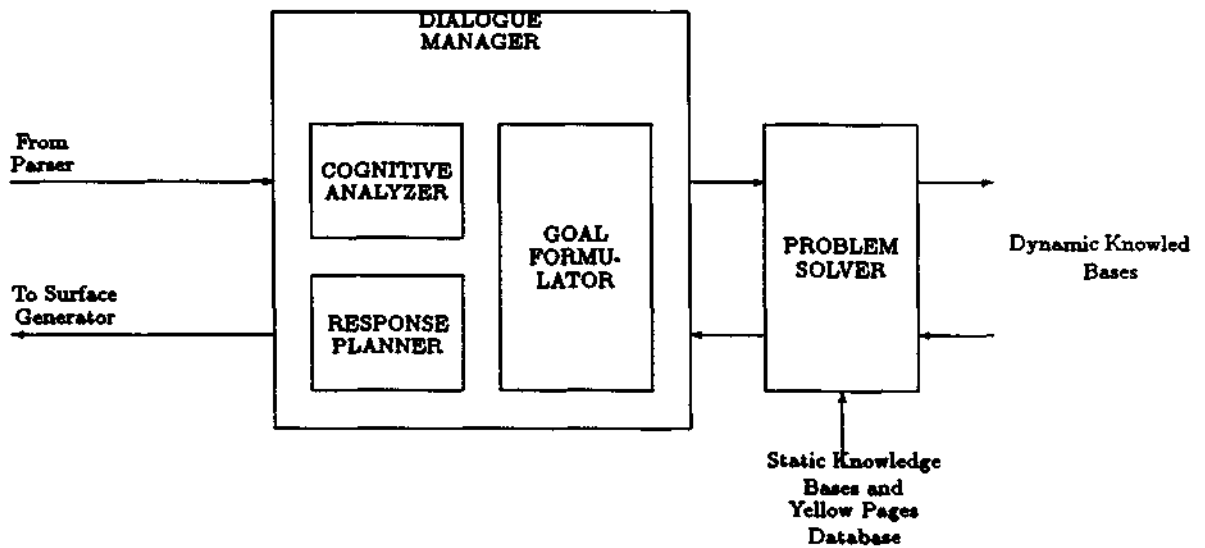 DIALOGUE
MANAGER
From
Parser
COGNITIVE
ANALYZER
GOAL
FORMU-
LATOR
PROBLEM
SOLVER
Dynamic Knowled
Bases
To Surface
Generator
RESPONSE
PLANNER
Static Knowledge
Bases and
Yellow Pages
Database